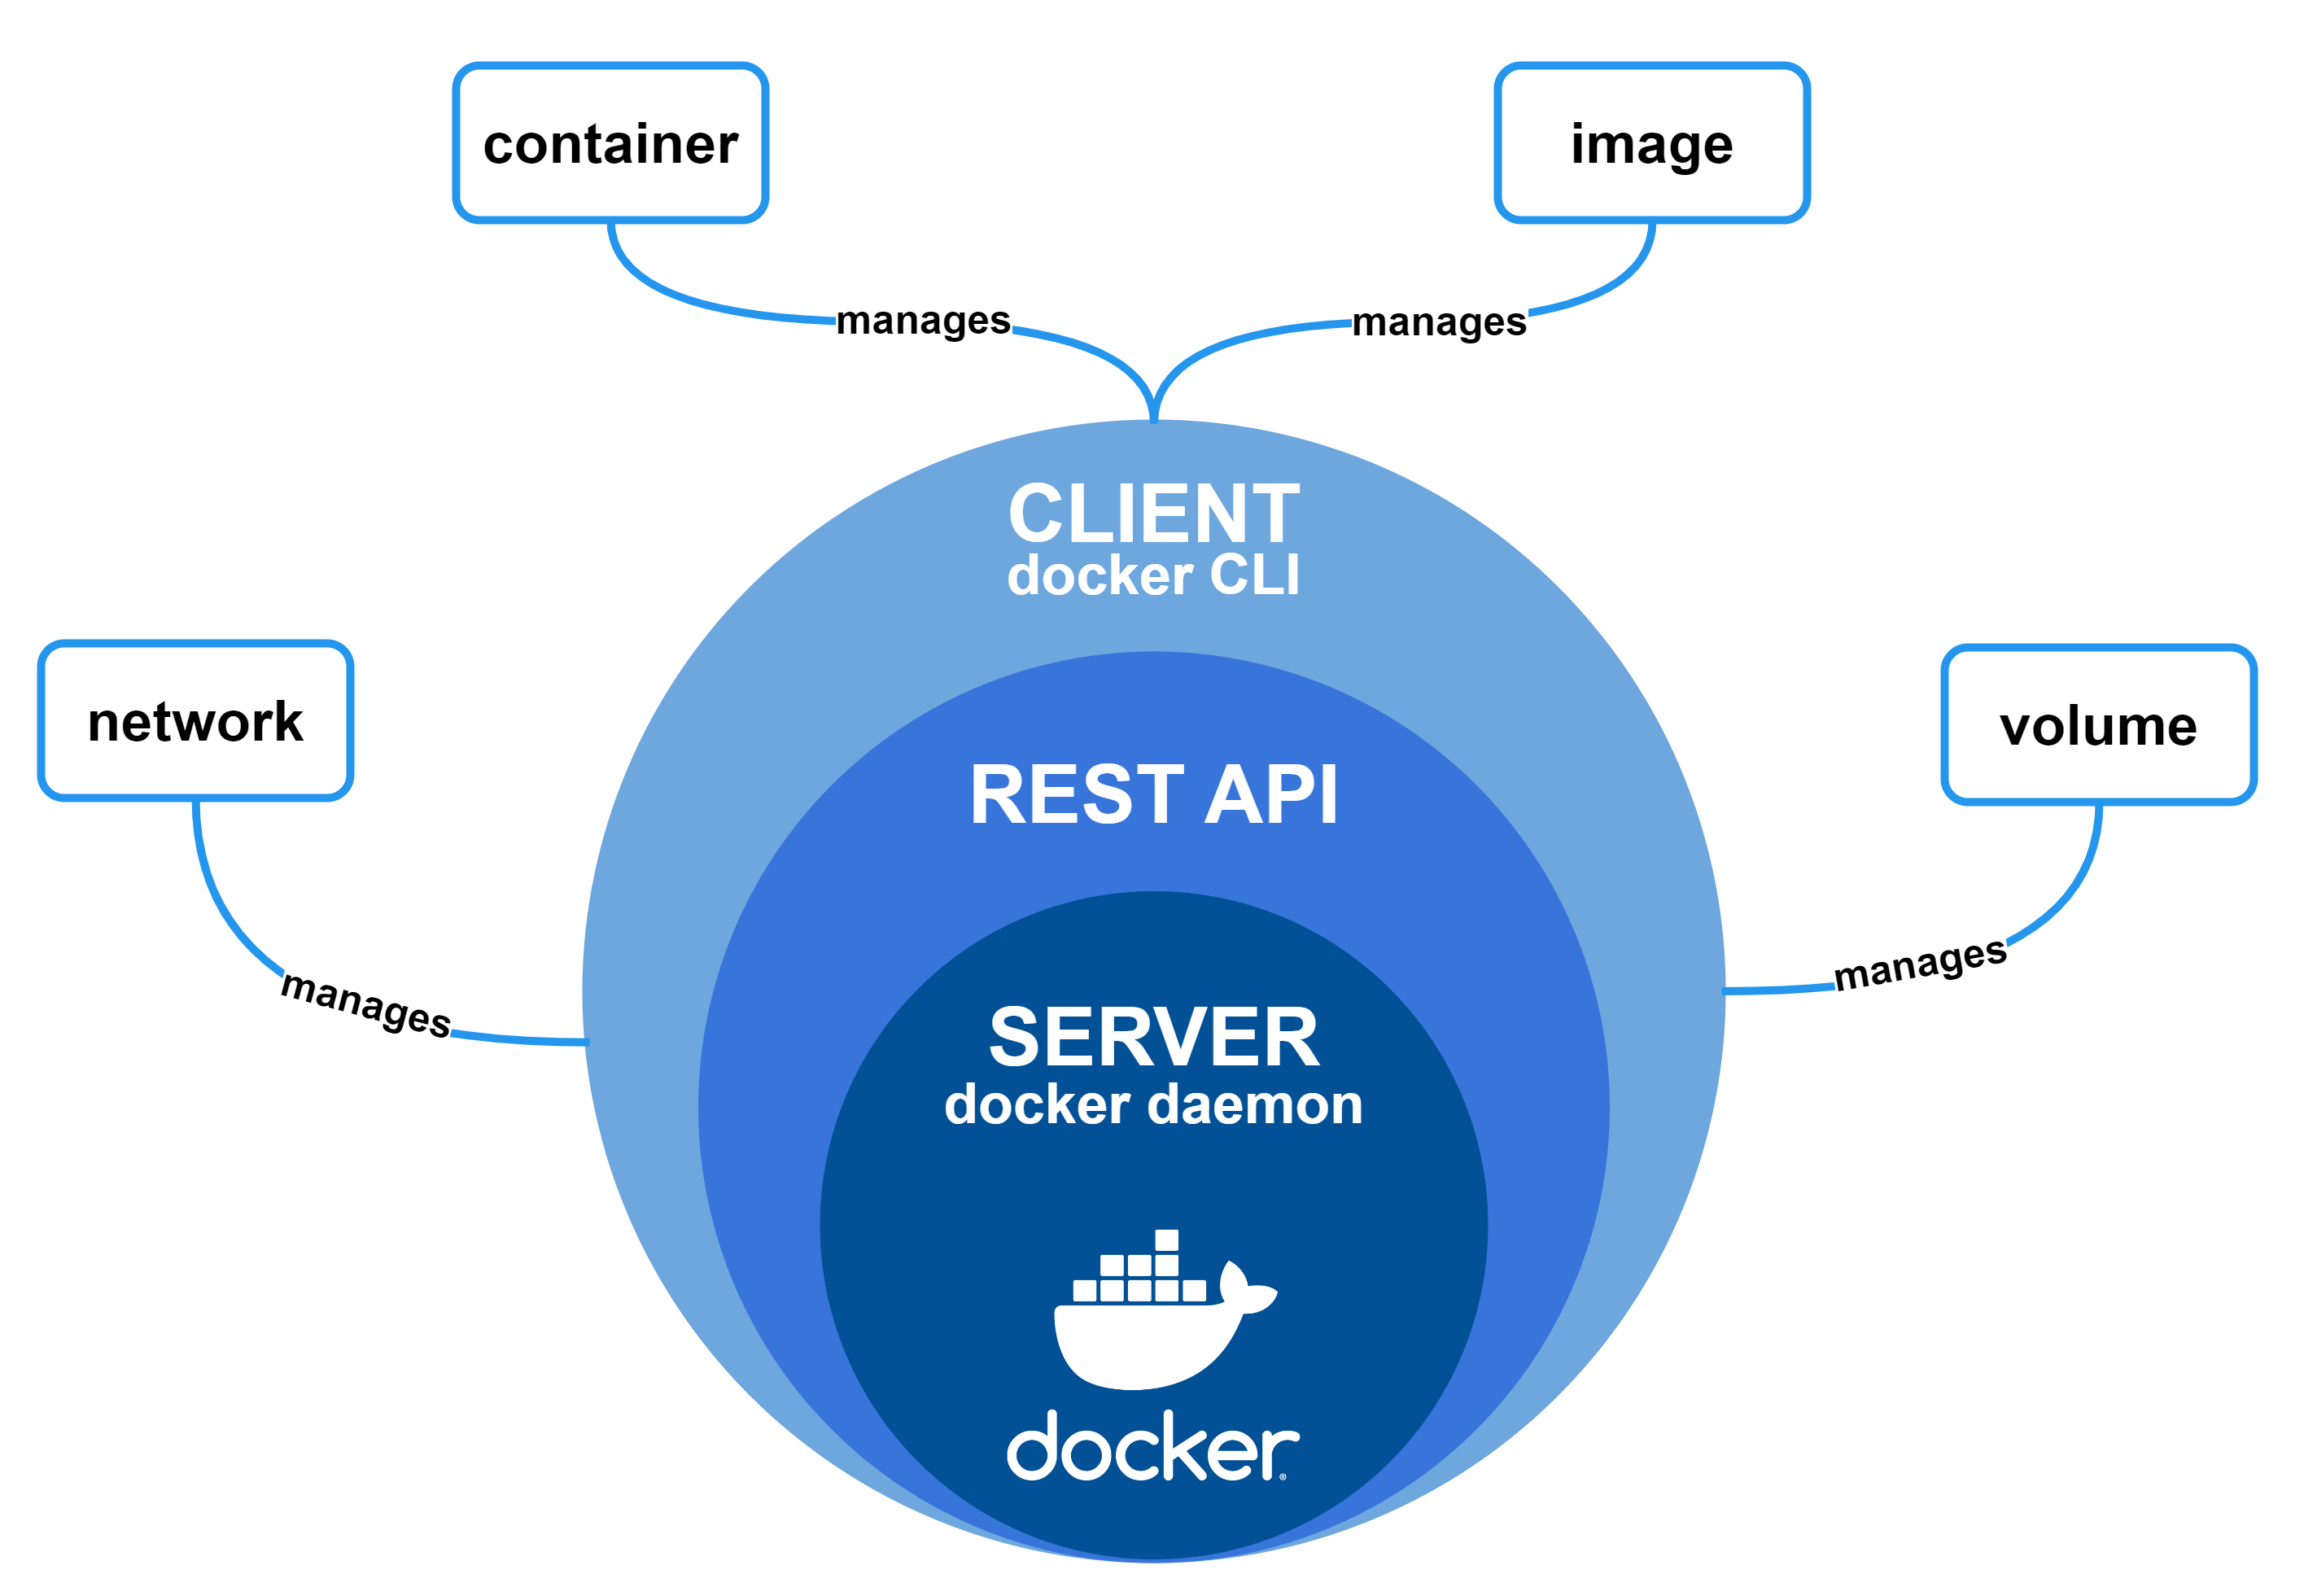 container
image
manages
manages
CLIENT
docker CLI
network
volume
REST API
manages
manages
SERVER
docker daemon
docker®